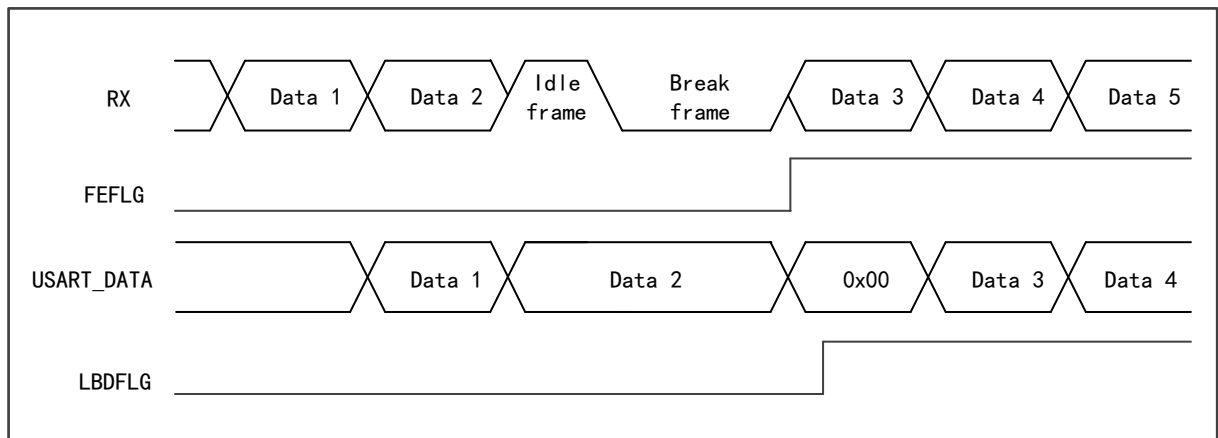 RX
Data 1
Data 2
Idle
frame
Break
frame
Data 3
Data 4
Data 5
FEFLG
USART_DATA
Data 1
Data 2
0x00
Data 3
Data 4
LBDFLG